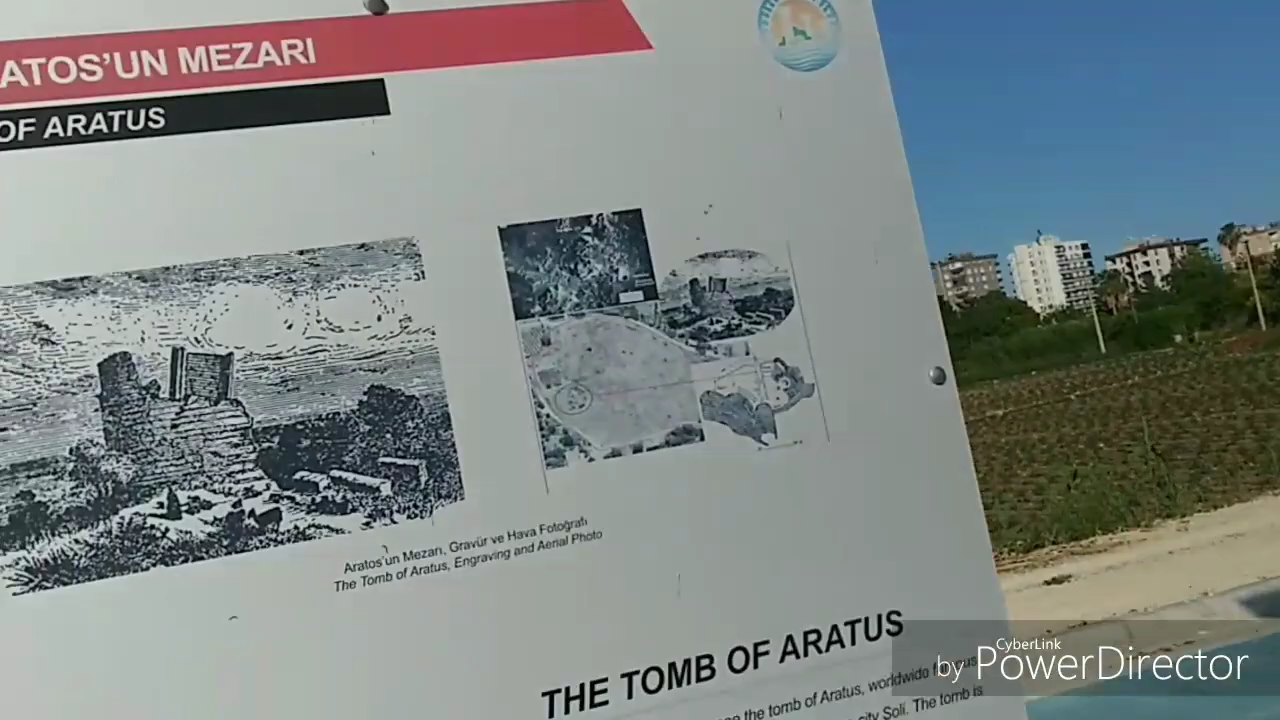 ATOS'UN MEZARI
OF ARATUS
Aratos'un Mezarı, Gravür ve Hava Fotoğrafı
The Tomb of Aratus, Engraving and Aerial Photo
THE TOMB OF ARATUS
the tomb of Aratus, worldwide
city Soli. The tomb is
CyberLink
by PowerDirector